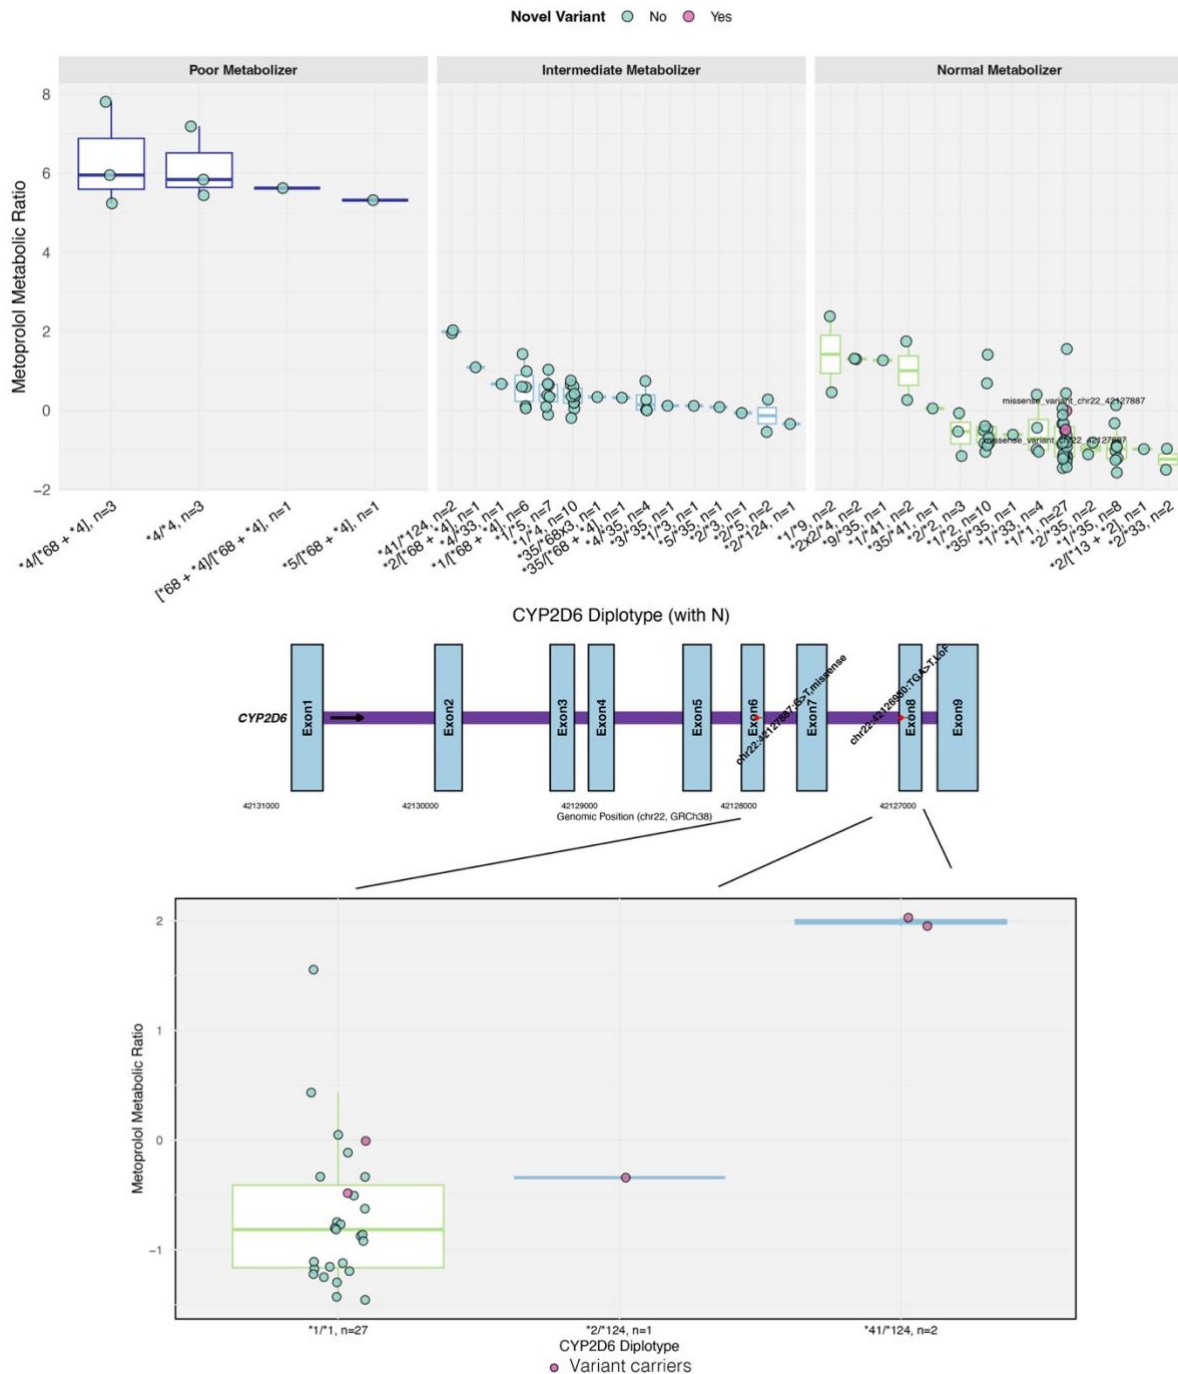 Novel Variant No Yes
Poor Metabolizer Intermediate Metabolizer Normal Metabolizer
Metoprolol Metabolic Ratio
8
6
4
2
0
−2
missense_variant_chr22_42127887
missense_variant_chr22_42127887
*4/[*68 + *4], n=3
*4/*4, n=3
[*68 + *4]/[*68 + *4], n=1
*5/[*68 + *4], n=1
*41/*124, n=2
*2/[*68 + *4], n=1
*4/*33, n=1
*1/[*68 + *4], n=6
*1/*5, n=7
*1/*4, n=10
*35/*68x3, n=1
*35/[*68 + *4], n=1
*4/*35, n=4
*3/*35, n=1
*1/*3, n=1
*5/*35, n=1
*2/*3, n=1
*2/*5, n=2
*2/*124, n=1
*1/*9, n=2
*2x2/*4, n=2
*9/*35, n=1
*1/*41, n=2
*35/*41, n=1
*2/*2, n=3
*1/*2, n=10
*35/*35, n=1
*1/*33, n=4
*1/*1, n=27
*2/*35, n=2
*1/*35, n=8
*2/[*13 + *2], n=1
*2/*33, n=2
CYP2D6 Diplotype (with N)
CYP2D6
Exon1
Exon2
Exon3
Exon4
Exon5
Exon6
chr22:42127887:G>T,missense
Exon7
chr22:42126950:TGA>T,LoF
Exon8
Exon9
42131000 42130000 42129000 42128000 42127000
Genomic Position (chr22, GRCh38)
Metoprolol Metabolic Ratio
2
1
0
−1
*1/*1, n=27 *2/*124, n=1 *41/*124, n=2
CYP2D6 Diplotype
Variant carriers